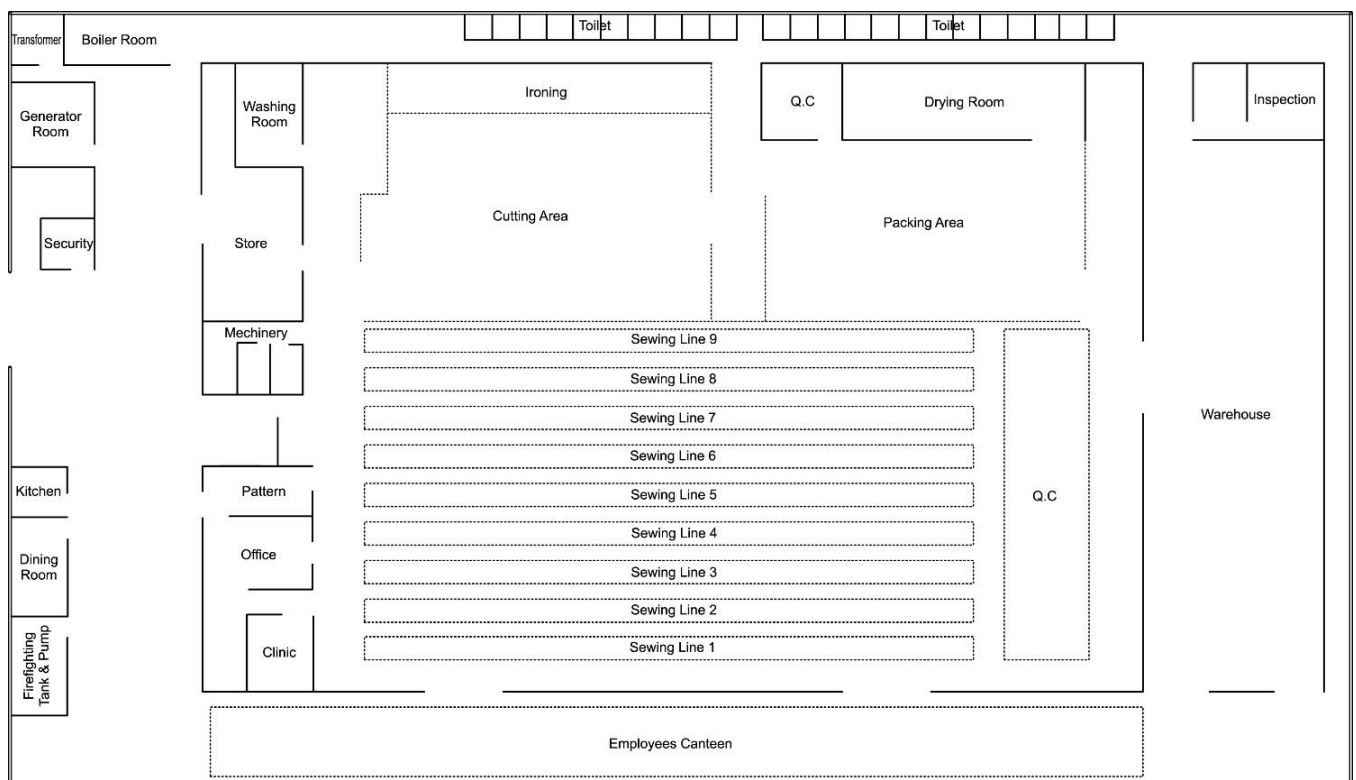 Toilet
Toilet
Transformer
Boiler Room
Ironing
Q.C
Drying Room
Inspection
Washing
Room
Generator
Room
Cutting Area
Packing Area
Security
Store
Mechinery
Sewing Line 9
Sewing Line 8
Sewing Line 7
Warehouse
Sewing Line 6
Kitchen
Pattern
Sewing Line 5
Q.C
Sewing Line 4
Office
Dining
Room
Sewing Line 3
Sewing Line 2
Sewing Line 1
Clinic
Firefighting
Tank & Pump
Employees Canteen